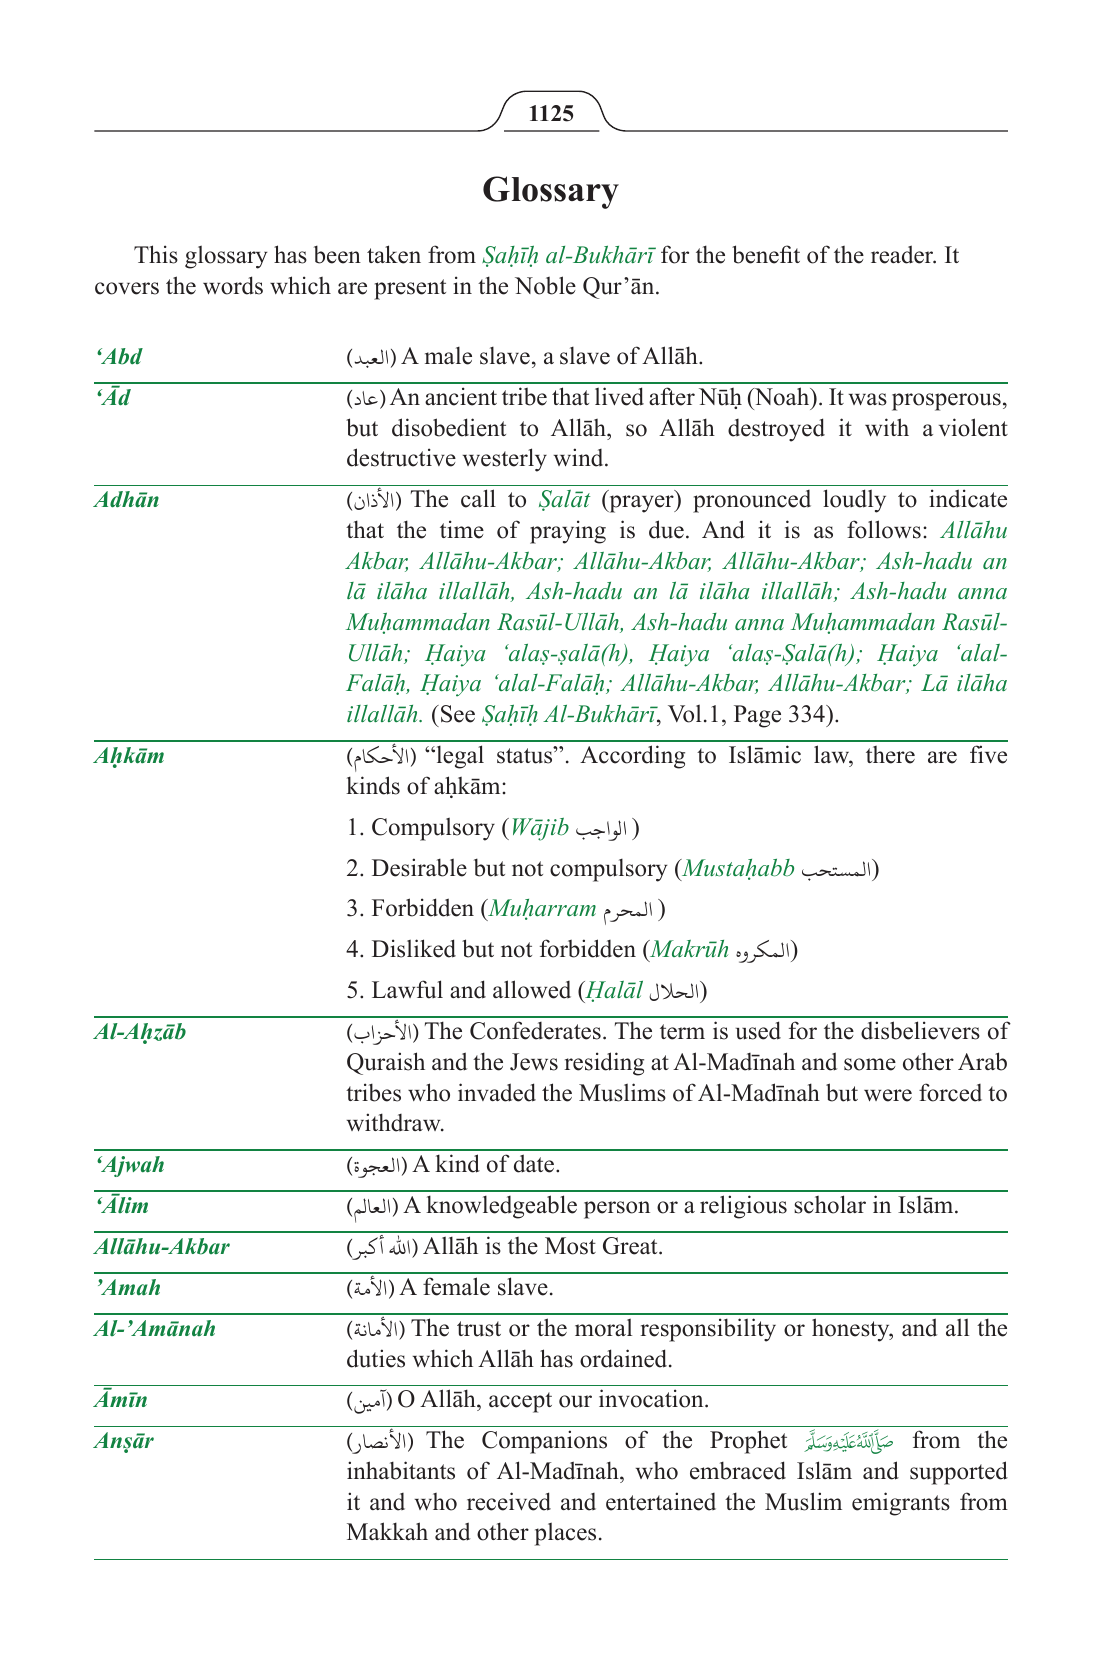 1125
Glossary
This glossary has been taken from Ṣaḥīḥ al-Bukhārī for the benefit of the reader. It
covers the words which are present in the Noble Qur’ān.
‘Abd (العبد) A male slave, a slave of Allāh.
‘Ād (عاد) An ancient tribe that lived after Nūḥ (Noah). It was prosperous,
but disobedient to Allāh, so Allāh destroyed it with a violent
destructive westerly wind.
Adhān (الأذان) The call to Ṣalāt (prayer) pronounced loudly to indicate
that the time of praying is due. And it is as follows: Allāhu
Akbar, Allāhu-Akbar; Allāhu-Akbar, Allāhu-Akbar; Ash-hadu an
lā ilāha illallāh, Ash-hadu an lā ilāha illallāh; Ash-hadu anna
Muḥammadan Rasūl-Ullāh, Ash-hadu anna Muḥammadan Rasūl-
Ullāh; Ḥaiya ‘alaṣ-ṣalā(h), Ḥaiya ‘alaṣ-Ṣalā(h); Ḥaiya ‘alal-
Falāḥ, Ḥaiya ‘alal-Falāḥ; Allāhu-Akbar, Allāhu-Akbar; Lā ilāha
illallāh. (See Ṣaḥīḥ Al-Bukhārī, Vol.1, Page 334).
Aḥkām (الأحكام) “legal status”. According to Islāmic law, there are five
kinds of aḥkām:
1. Compulsory (Wājib الواجب )
2. Desirable but not compulsory (Mustaḥabb المستحب)
3. Forbidden (Muḥarram المحرم )
4. Disliked but not forbidden (Makrūh المكروه)
5. Lawful and allowed (Ḥalāl الحلال)
Al-Aḥzāb (الأحزاب) The Confederates. The term is used for the disbelievers of
Quraish and the Jews residing at Al-Madīnah and some other Arab
tribes who invaded the Muslims of Al-Madīnah but were forced to
withdraw.
‘Ajwah (العجوة) A kind of date.
‘Ālim (العالم) A knowledgeable person or a religious scholar in Islām.
Allāhu-Akbar (الله أكبر) Allāh is the Most Great.
’Amah (الأمة) A female slave.
Al-’Amānah (الأمانة) The trust or the moral responsibility or honesty, and all the
duties which Allāh has ordained.
Āmīn (آمين) O Allāh, accept our invocation.
Anṣār (الأنصار) The Companions of the Prophet ﷺ from the
inhabitants of Al-Madīnah, who embraced Islām and supported
it and who received and entertained the Muslim emigrants from
Makkah and other places.